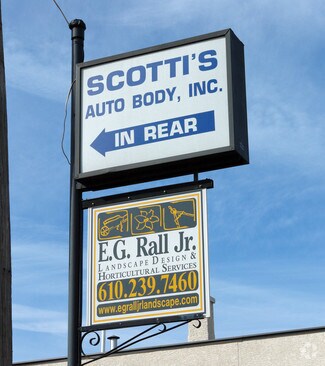 SCOTTI'S
AUTO BODY, INC.
IN REAR
E.G. Rall Jr.
LANDSCAPE DESIGN &
HORTICULTURAL SERVICES
610.239.7460
www.egralljrlandscape.com